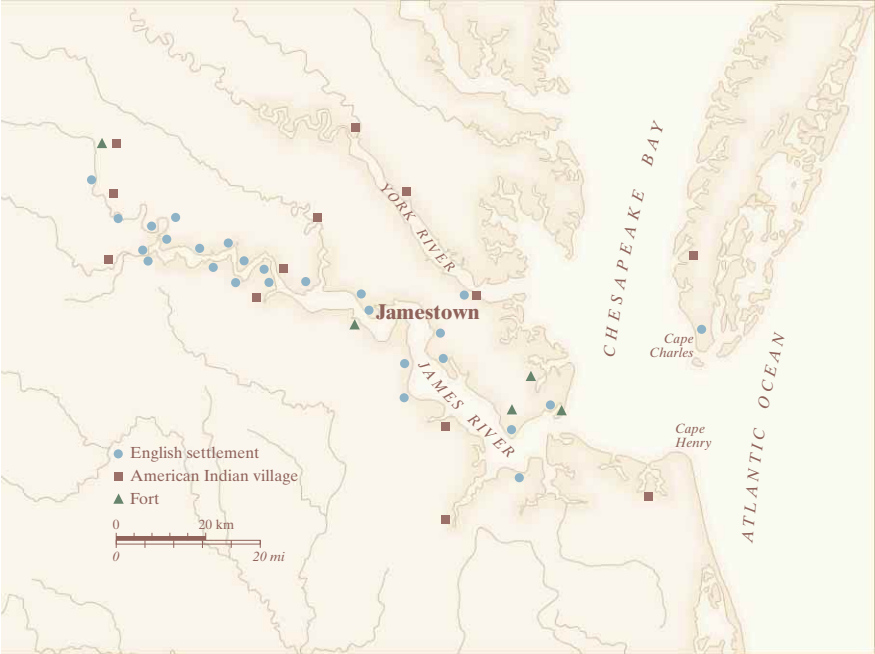 CHESAPEAKE BAY
YORK RIVER
Jamestown
Cape
Charles
JAMES RIVER
ATLANTIC OCEAN
Cape
Henry
English settlement
American Indian village
Fort
0 20 km
0 20 mi